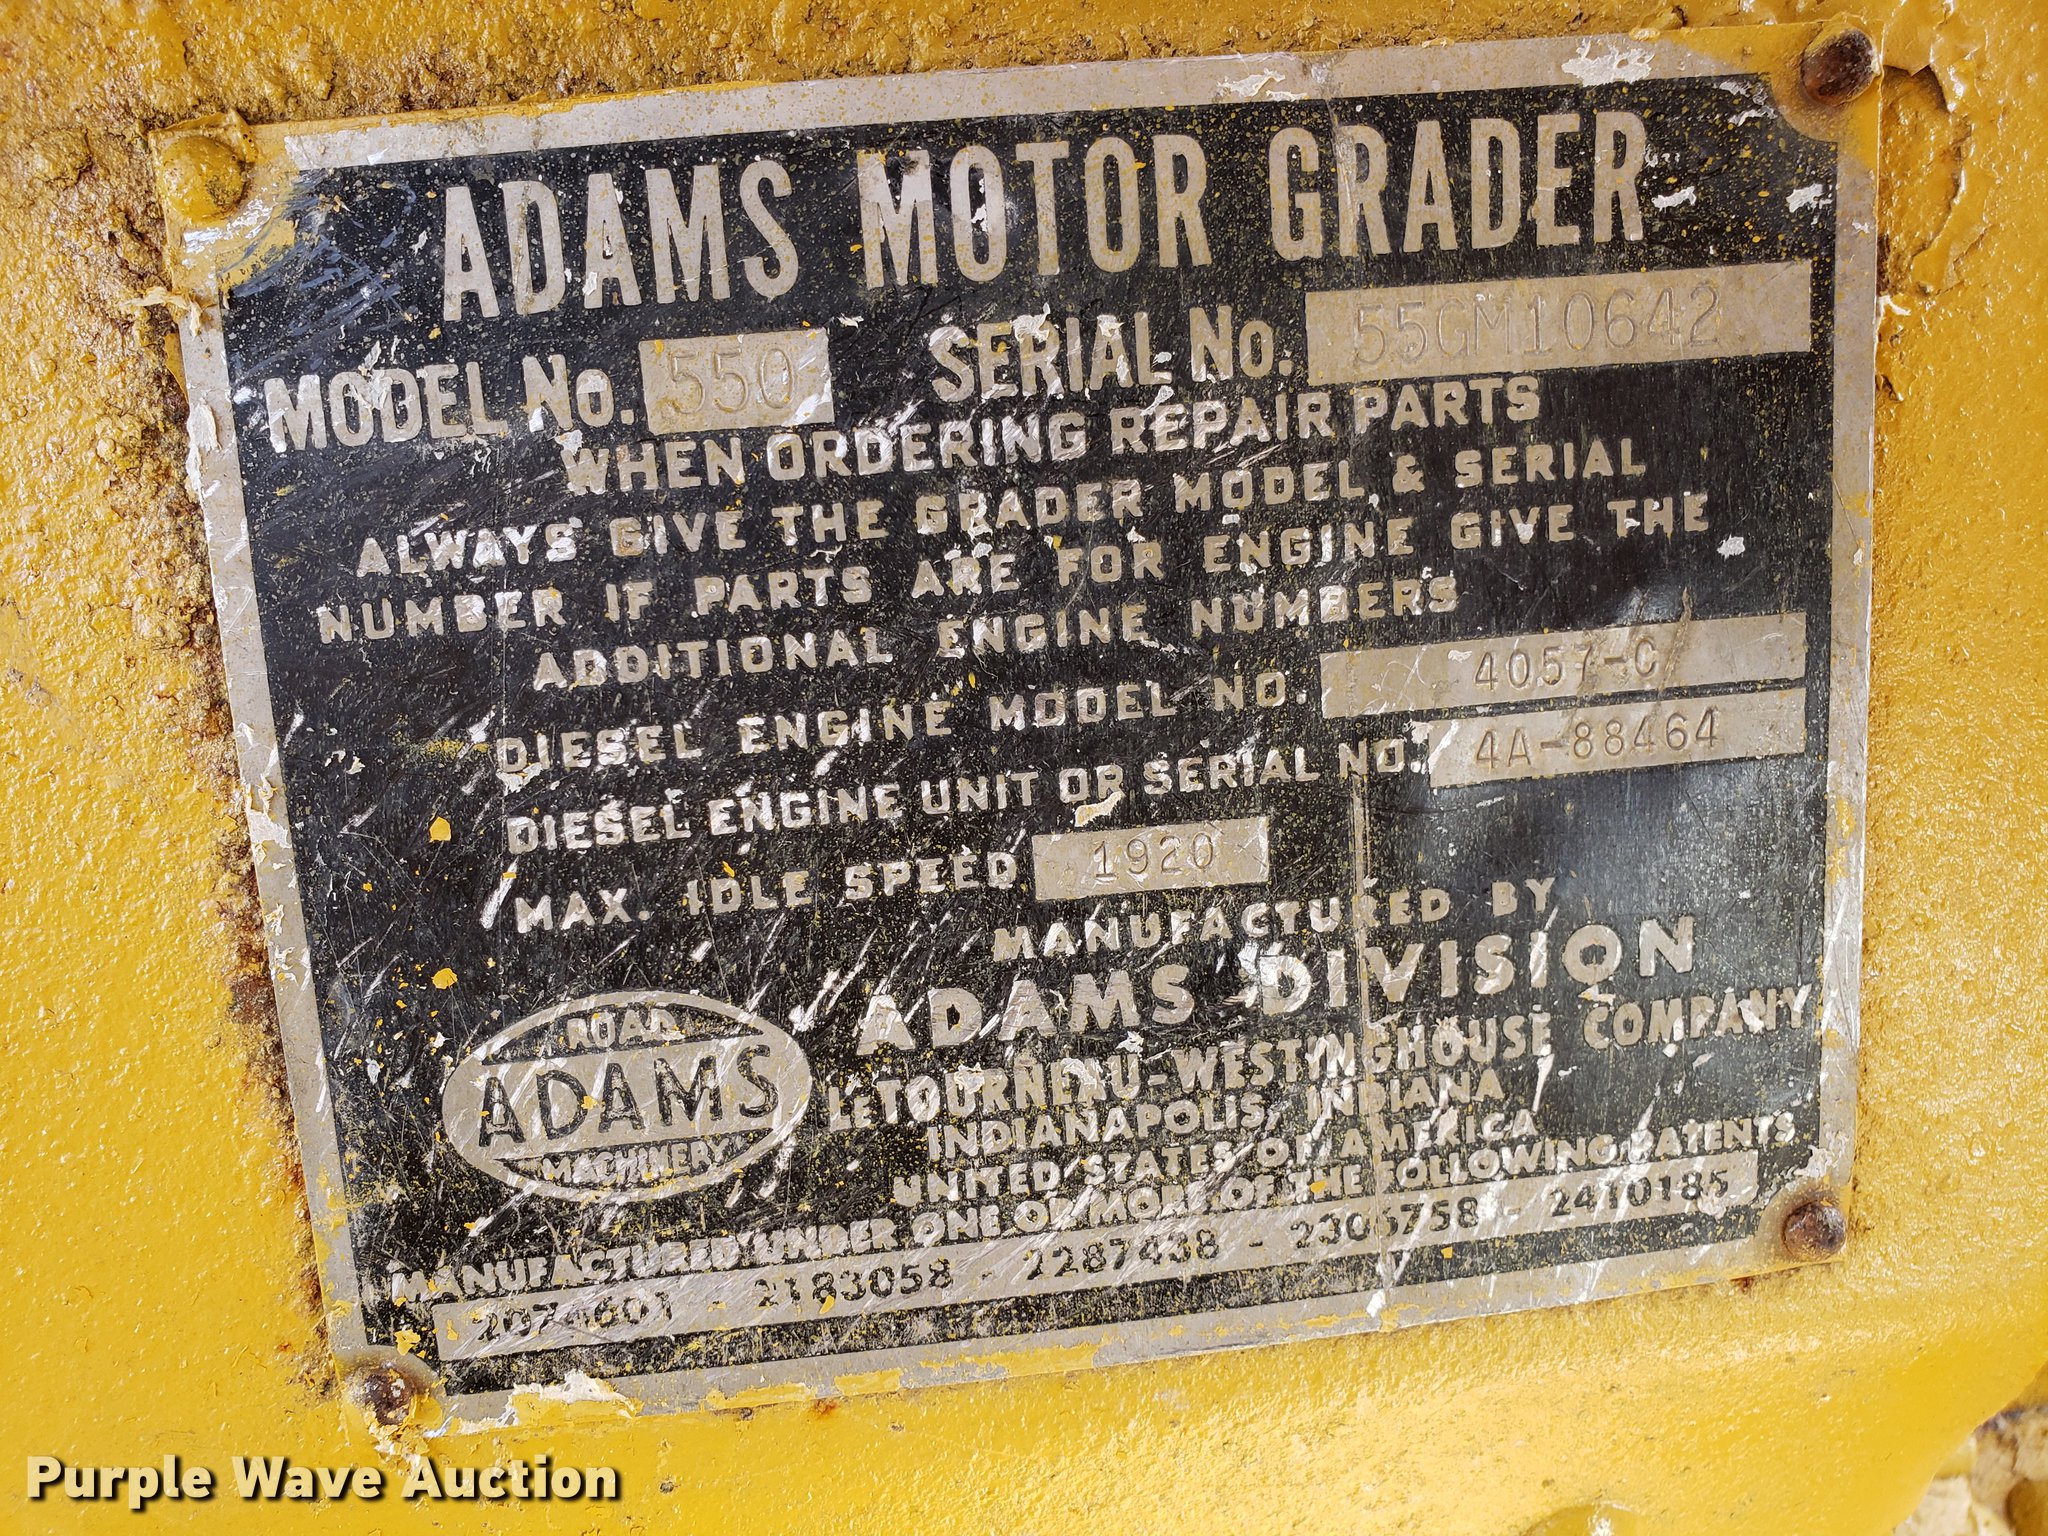 ADAMS MOTOR GRADER
MODEL No. 550 SERIAL No. 55GM10642
WHEN ORDERING REPAIR PARTS
ALWAYS GIVE THE GRADER MODEL & SERIAL
NUMBER IF PARTS ARE FOR ENGINE GIVE THE
ADDITIONAL ENGINE NUMBERS
DIESEL ENGINE MODEL NO. 4057-C
DIESEL ENGINE UNIT OR SERIAL NO. 4A-88464
MAX. IDLE SPEED 1920
MANUFACTURED BY
ADAMS DIVISION
LETOURNEAU-WESTINGHOUSE COMPANY
INDIANAPOLIS, INDIANA
UNITED STATES OF AMERICA
ROAD
ADAMS
MACHINERY
MANUFACTURED UNDER ONE OR MORE OF THE FOLLOWING PATENTS
2074601 - 2183058 - 2287438 - 2306758 - 2410185
Purple Wave Auction